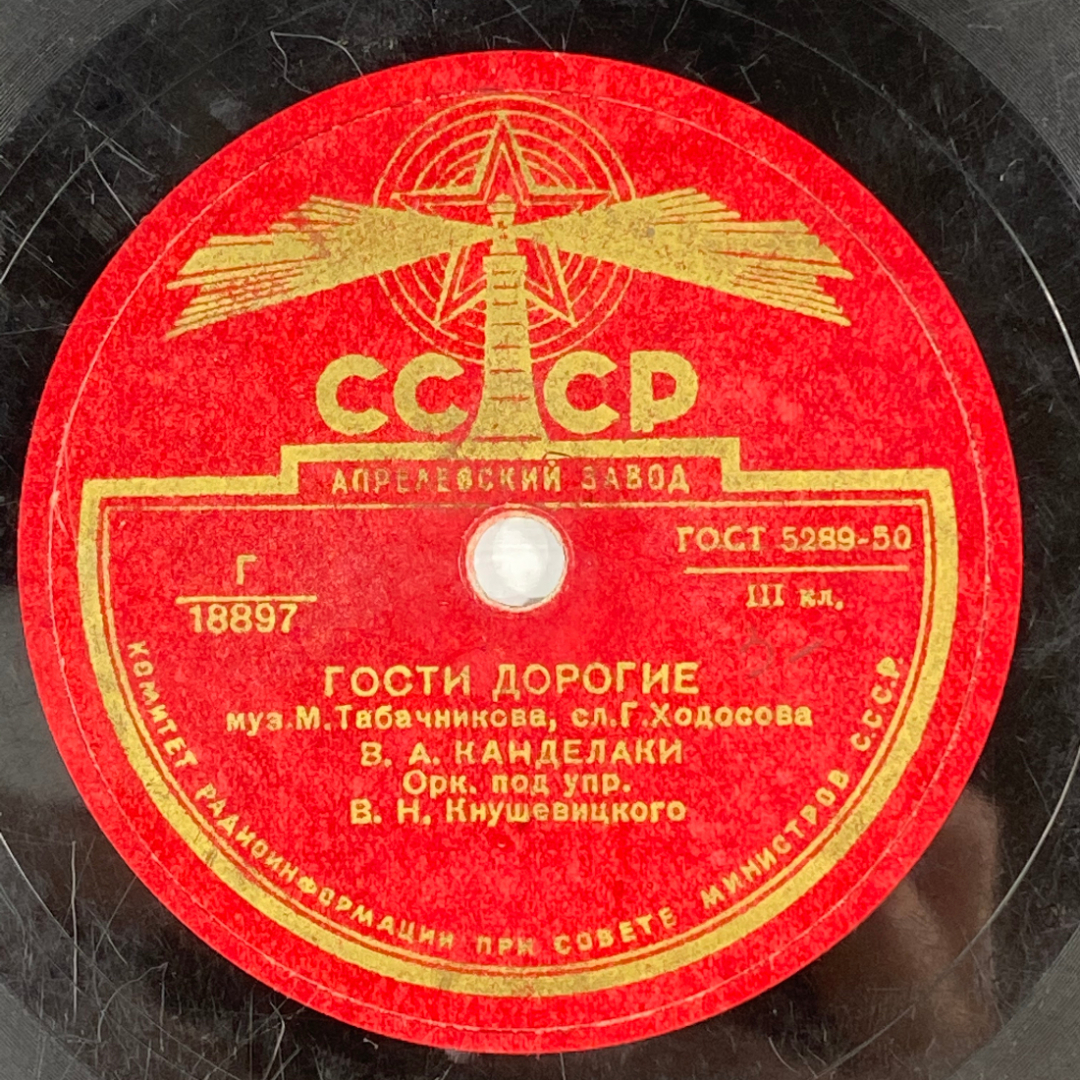 СССР
АПРЕЛЕВСКИЙ ЗАВОД
ГОСТ 5289-50
III кл.
Г
18897
ГОСТИ ДОРОГИЕ
муз.М.Табачникова, сл.Г.Ходосова
В. А. КАНДЕЛАКИ
Орк. под упр.
В. Н. Кнушевицкого
КОМИТЕТ РАДИОИНФОРМАЦИИ ПРИ СОВЕТЕ МИНИСТРОВ С.С.С.Р.